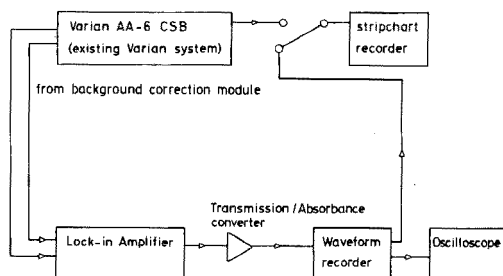 Varian AA-6 CSB
(existing Varian system)
stripchart
recorder
from background correction module
Transmission/Absorbance
converter
Lock-in Amplifier
Waveform
recorder
Oscilloscope